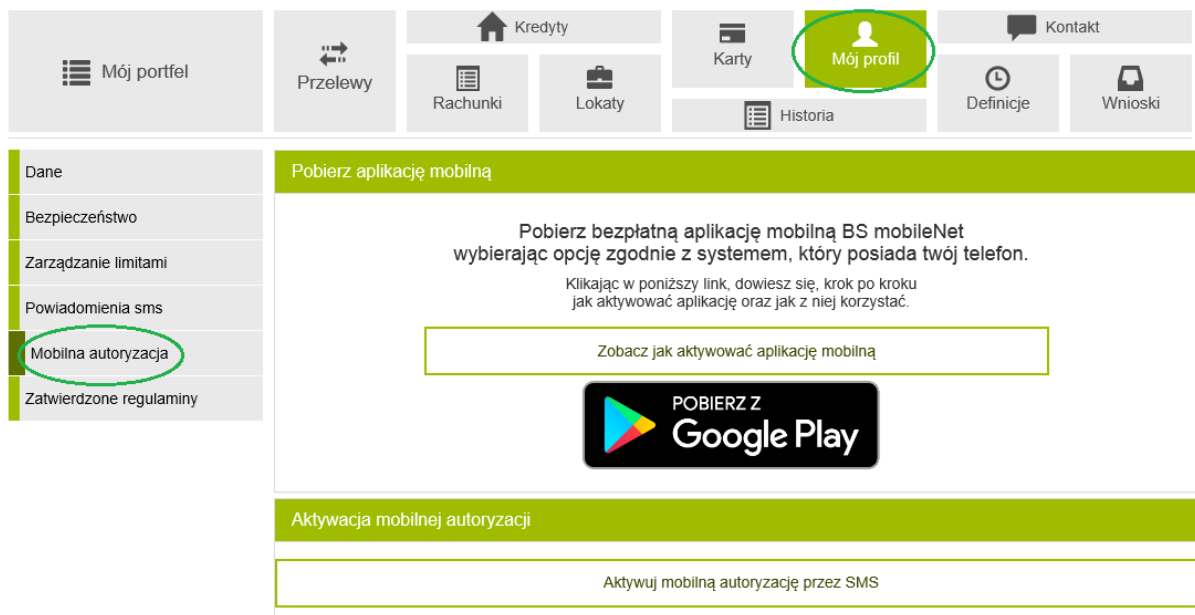 Mój portfel
Przelewy
Kredyty
Rachunki
Lokaty
Karty
Mój profil
Historia
Kontakt
Definicje
Wnioski
Dane
Bezpieczeństwo
Zarządzanie limitami
Powiadomienia sms
Mobilna autoryzacja
Zatwierdzone regulaminy
Pobierz aplikację mobilną
Pobierz bezpłatną aplikację mobilną BS mobileNet
wybierając opcję zgodnie z systemem, który posiada twój telefon.
Klikając w poniższy link, dowiesz się, krok po kroku
jak aktywować aplikację oraz jak z niej korzystać.
Zobacz jak aktywować aplikację mobilną
POBIERZ Z
Google Play
Aktywacja mobilnej autoryzacji
Aktywuj mobilną autoryzację przez SMS